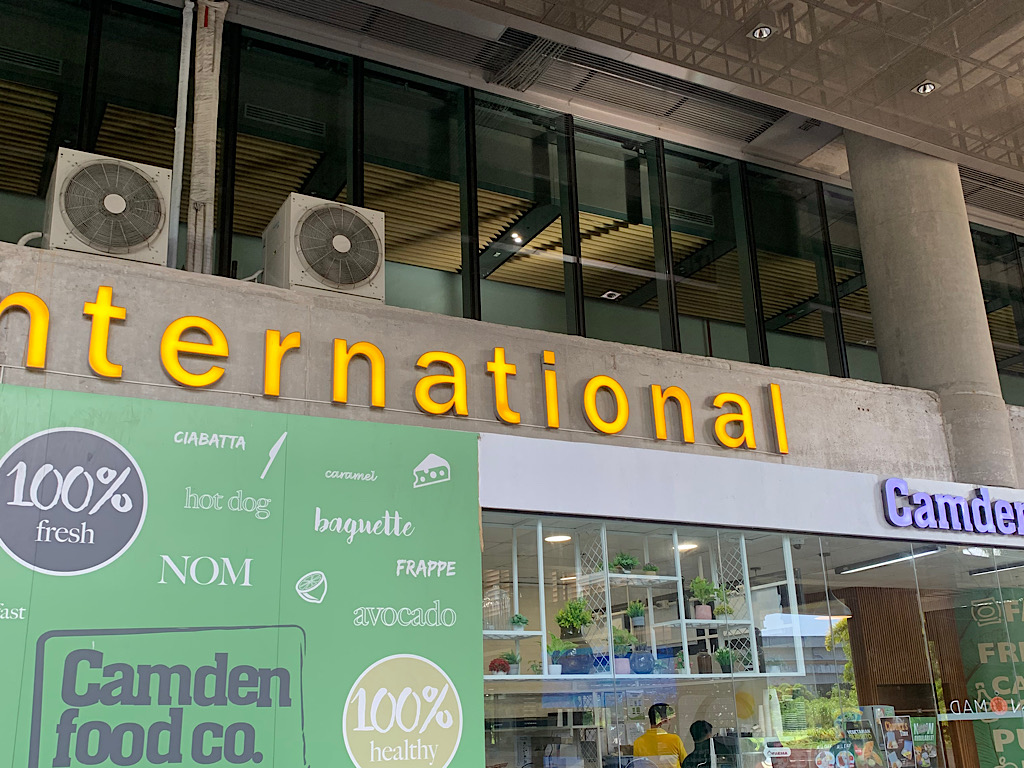 nternational
CIABATTA
caramel
100%
fresh
hot dog
baguette
NOM
FRAPPE
fast
avocado
Camden
food co.
100%
healthy
Camden